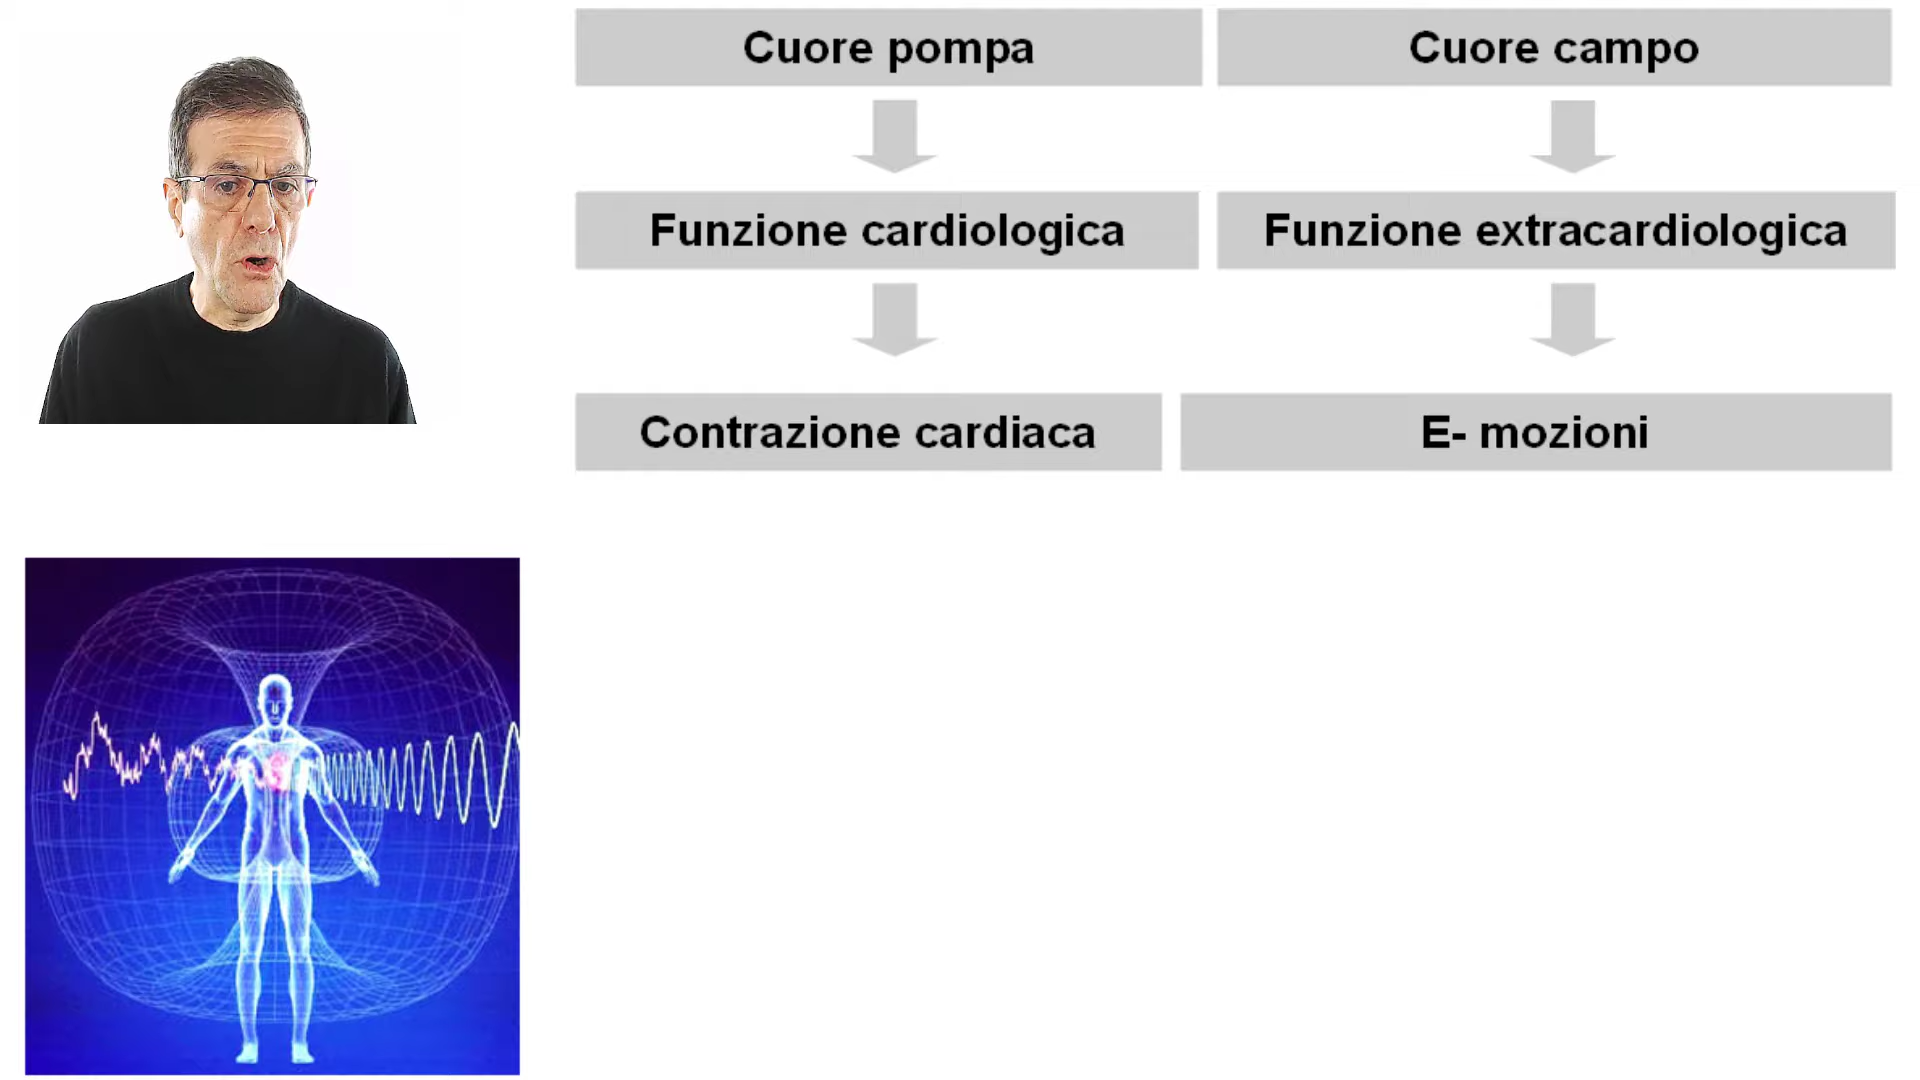 Cuore pompa
Cuore campo
Funzione cardiologica
Funzione extracardiologica
Contrazione cardiaca
E- mozioni